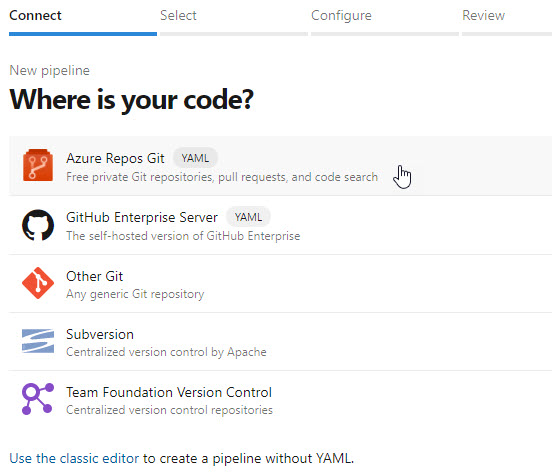 Connect
Select
Configure
Review
New pipeline
Where is your code?
Azure Repos Git YAML
Free private Git repositories, pull requests, and code search
GitHub Enterprise Server YAML
The self-hosted version of GitHub Enterprise
Other Git
Any generic Git repository
Subversion
Centralized version control by Apache
Team Foundation Version Control
Centralized version control repositories
Use the classic editor to create a pipeline without YAML.